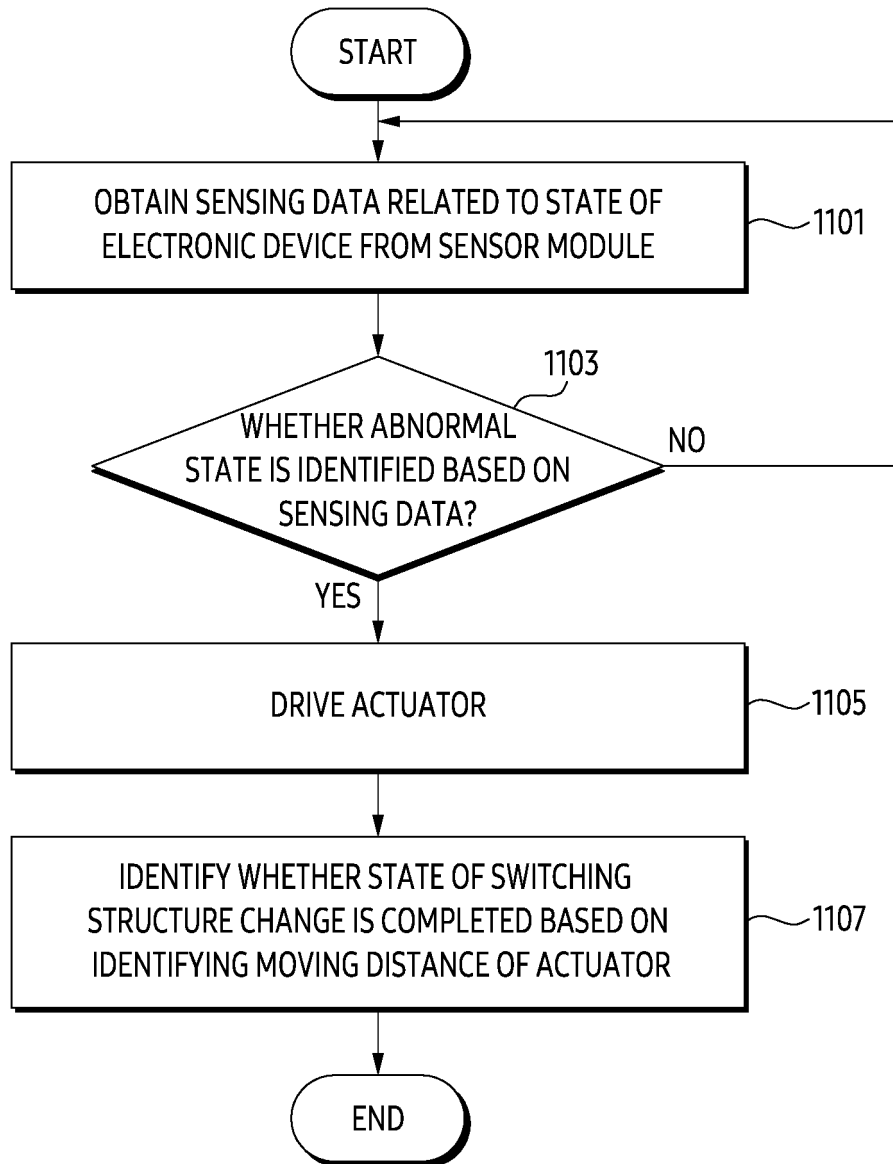 START
OBTAIN SENSING DATA RELATED TO STATE OF
ELECTRONIC DEVICE FROM SENSOR MODULE
1101
1103
WHETHER ABNORMAL
STATE IS IDENTIFIED BASED ON
SENSING DATA?
NO
YES
DRIVE ACTUATOR
1105
IDENTIFY WHETHER STATE OF SWITCHING
STRUCTURE CHANGE IS COMPLETED BASED ON
IDENTIFYING MOVING DISTANCE OF ACTUATOR
1107
END